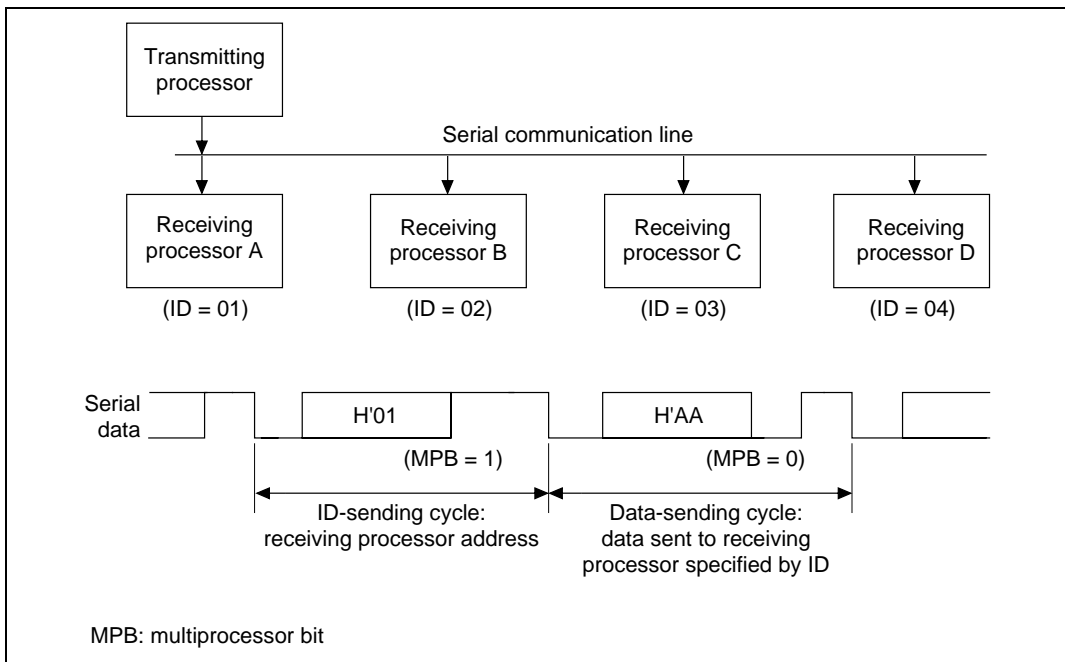 Transmitting
processor
Serial communication line
Receiving
processor A
Receiving
processor B
Receiving
processor C
Receiving
processor D
(ID = 01)
(ID = 02)
(ID = 03)
(ID = 04)
Serial
data
H'01
H'AA
(MPB = 1)
(MPB = 0)
ID-sending cycle:
receiving processor address
Data-sending cycle:
data sent to receiving
processor specified by ID
MPB: multiprocessor bit